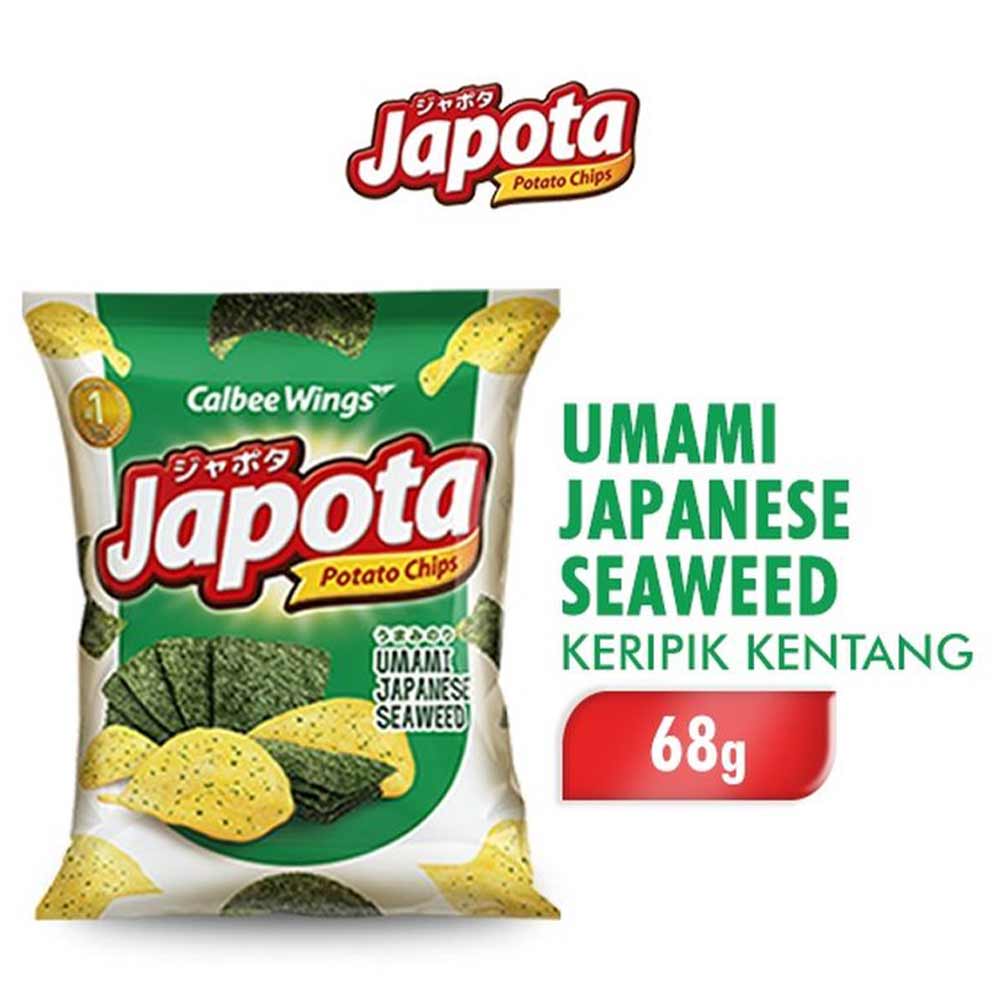 ジャポタ
Japota
Potato Chips
#1
Calbee Wings
ジャポタ
Japota
Potato Chips
うまみのり
UMAMI
JAPANESE
SEAWEED
UMAMI
JAPANESE
SEAWEED
KERIPIK KENTANG
68g